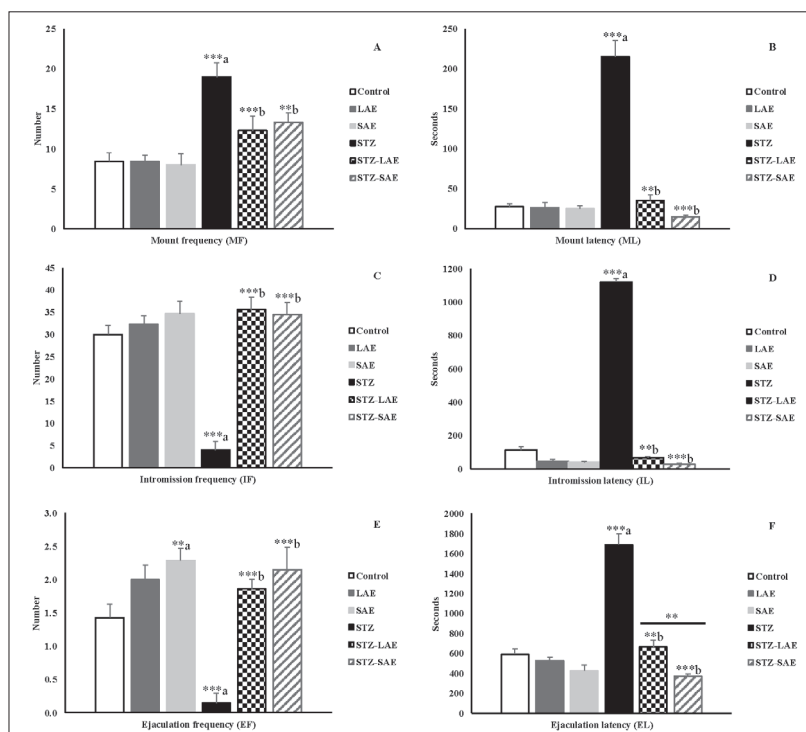 A
25
***a
20
***b
**b
15
10
5
0
Number
Mount frequency (MF)
Control
LAE
SAE
STZ
STZ-LAE
STZ-SAE
B
250
***a
200
150
100
50
0
**b
***b
Seconds
Mount latency (ML)
Control
LAE
SAE
STZ
STZ-LAE
STZ-SAE
C
45
40
35
30
25
20
15
10
5
0
***b
***b
***a
Number
Intromission frequency (IF)
Control
LAE
SAE
STZ
STZ-LAE
STZ-SAE
D
1200
1000
800
600
400
200
0
***a
**b
***b
Seconds
Intromission latency (IL)
Control
LAE
SAE
STZ
STZ-LAE
STZ-SAE
E
3.0
2.5
2.0
1.5
1.0
0.5
0.0
**a
***b
***b
***a
Number
Ejaculation frequency (EF)
Control
LAE
SAE
STZ
STZ-LAE
STZ-SAE
F
2000
1800
1600
1400
1200
1000
800
600
400
200
0
***a
**
**b
***b
Seconds
Ejaculation latency (EL)
Control
LAE
SAE
STZ
STZ-LAE
STZ-SAE